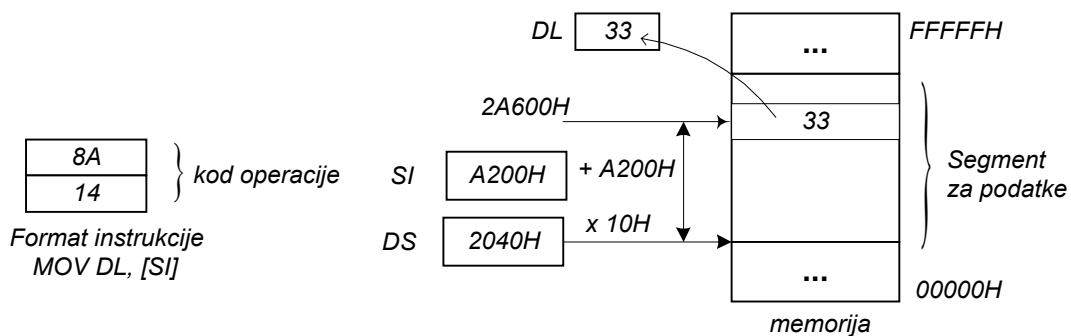 DL 33 ... FFFFFH
2A600H 33
8A
14
kod operacije
SI A200H + A200H
Segment
za podatke
DS 2040H x 10H
Format instrukcije
MOV DL, [SI]
...
00000H
memorija